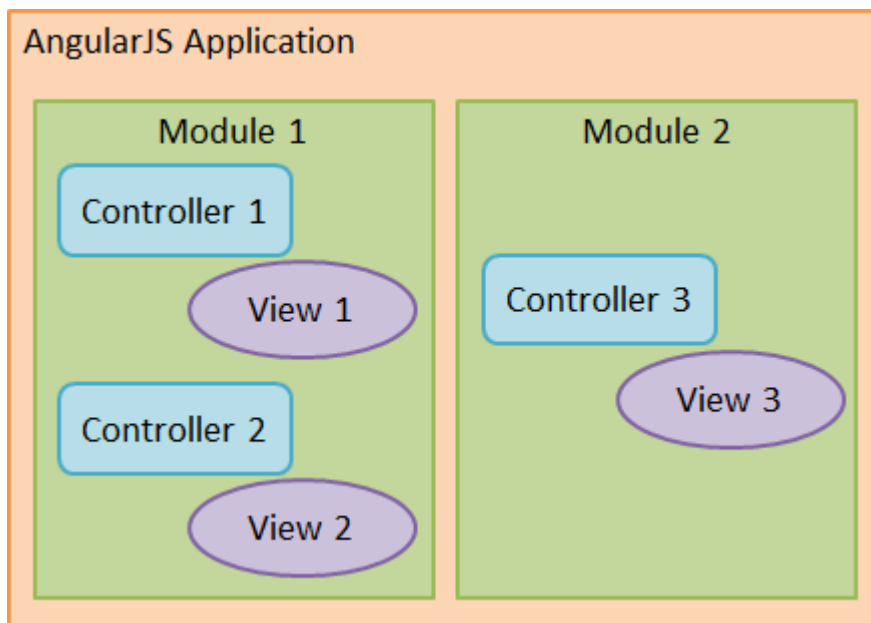 AngularJS Application
Module 1
Controller 1
View 1
Controller 2
View 2
Module 2
Controller 3
View 3